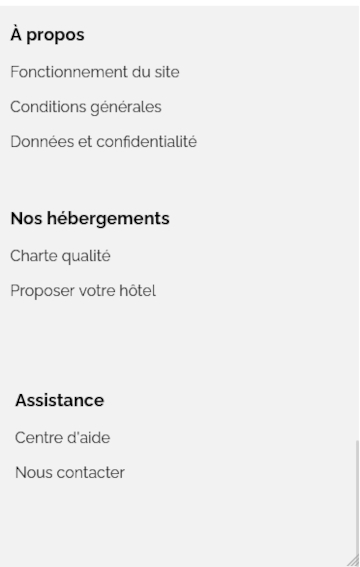 À propos
Fonctionnement du site
Conditions générales
Données et confidentialité
Nos hébergements
Charte qualité
Proposer votre hôtel
Assistance
Centre d'aide
Nous contacter